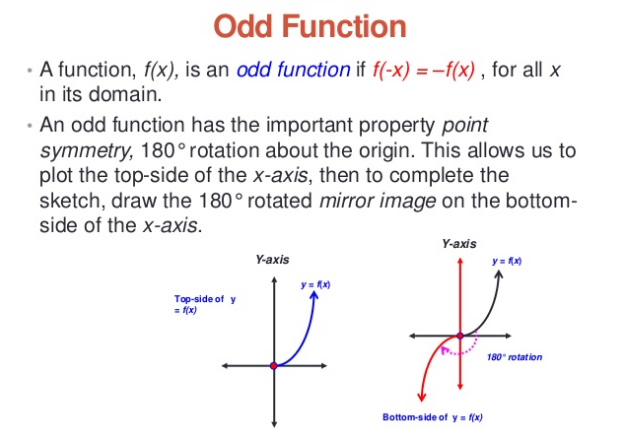 Odd Function
• A function, f(x), is an odd function if f(-x) = –f(x) , for all x
in its domain.
• An odd function has the important property point
symmetry, 180° rotation about the origin. This allows us to
plot the top-side of the x-axis, then to complete the
sketch, draw the 180° rotated mirror image on the bottom-
side of the x-axis.
Y-axis
y = f(x)
Top-side of y
= f(x)
Y-axis
y = f(x)
180° rotation
Bottom-side of y = f(x)